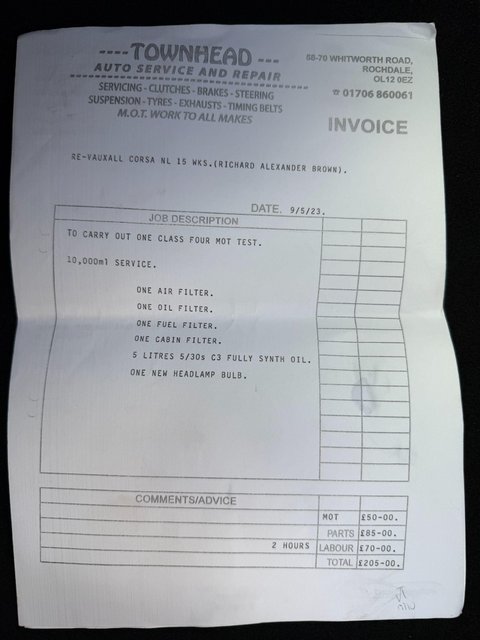 TOWNHEAD
AUTO SERVICE AND REPAIR
SERVICING - CLUTCHES - BRAKES - STEERING
SUSPENSION - TYRES - EXHAUSTS - TIMING BELTS
M.O.T. WORK TO ALL MAKES
58-70 WHITWORTH ROAD,
ROCHDALE,
OL12 0EZ
☎ 01706 860061
INVOICE
RE-VAUXALL CORSA NL 15 WKS.(RICHARD ALEXANDER BROWN).
DATE. 9/5/23.
JOB DESCRIPTION
TO CARRY OUT ONE CLASS FOUR MOT TEST.
10,000ml SERVICE.
ONE AIR FILTER.
ONE OIL FILTER.
ONE FUEL FILTER.
ONE CABIN FILTER.
5 LITRES 5/30s C3 FULLY SYNTH OIL.
ONE NEW HEADLAMP BULB.
COMMENTS/ADVICE
MOT £50-00.
PARTS £85-00.
2 HOURS LABOUR £70-00.
TOTAL £205-00.